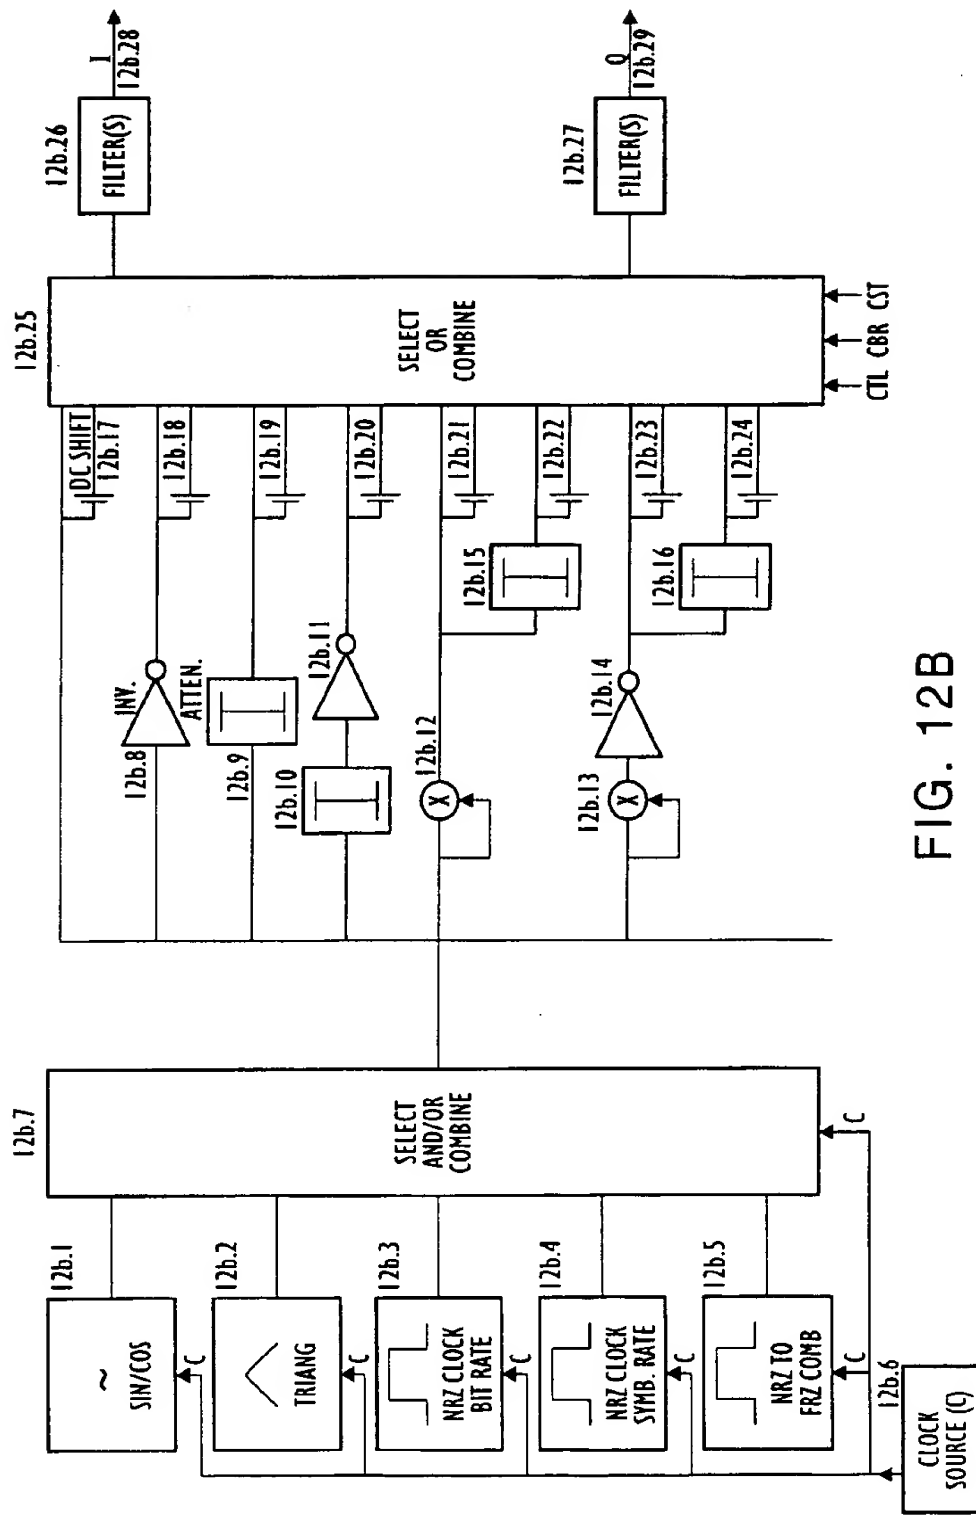 12b.1
~
SIN/COS
C
12b.2
TRIANG
C
12b.3
NRZ CLOCK
BIT RATE
C
12b.4
NRZ CLOCK
SYMB. RATE
C
12b.5
NRZ TO
FRZ COMB
C
12b.6
CLOCK
SOURCE (C)
12b.7
SELECT
AND/OR
COMBINE
C
INV.
12b.8
ATTEN.
12b.9
12b.10
12b.11
12b.12
X
12b.13
X
12b.14
12b.15
12b.16
DC SHIFT
12b.17
12b.18
12b.19
12b.20
12b.21
12b.22
12b.23
12b.24
12b.25
SELECT
OR
COMBINE
CTL CBR CST
12b.26
FILTER(S)
I
12b.28
12b.27
FILTER(S)
Q
12b.29
FIG. 12B